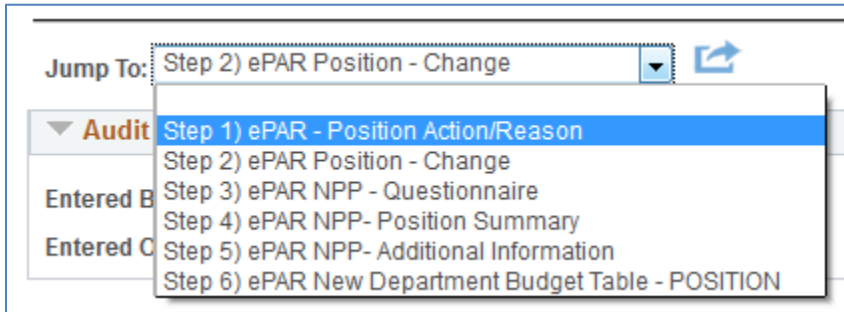 Jump To: Step 2) ePAR Position - Change
Audit
Step 1) ePAR - Position Action/Reason
Step 2) ePAR Position - Change
Entered B
Step 3) ePAR NPP - Questionnaire
Step 4) ePAR NPP- Position Summary
Entered C
Step 5) ePAR NPP- Additional Information
Step 6) ePAR New Department Budget Table - POSITION